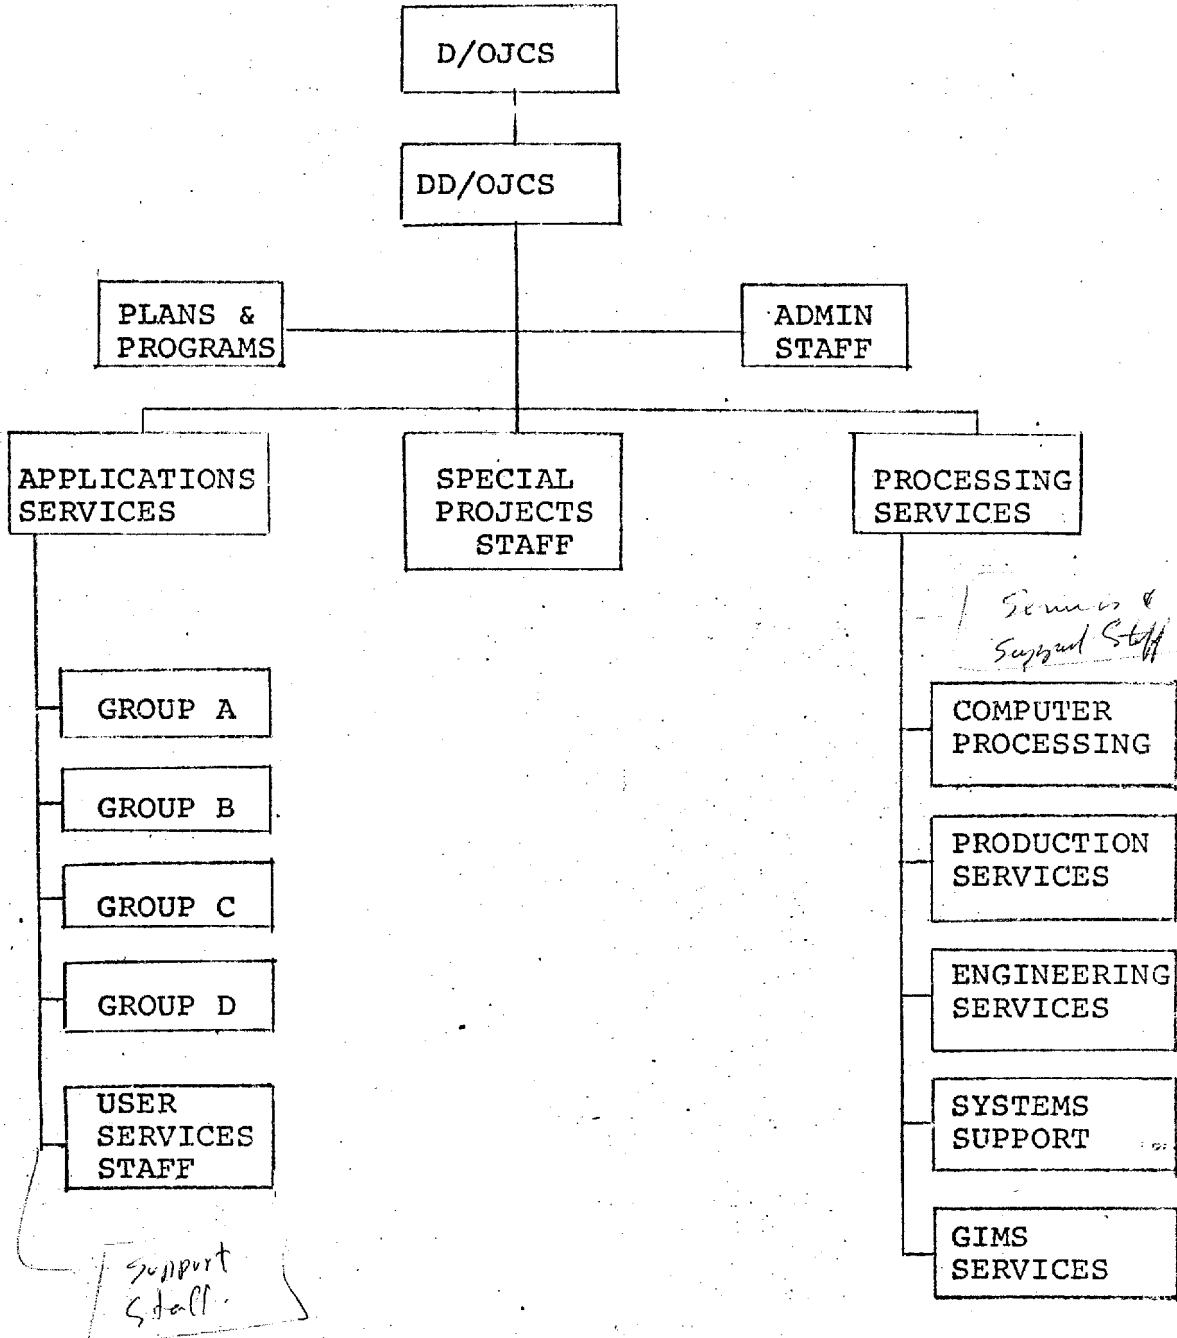 D/OJCS
DD/OJCS
PLANS &
PROGRAMS
ADMIN
STAFF
APPLICATIONS
SERVICES
SPECIAL
PROJECTS
STAFF
PROCESSING
SERVICES
GROUP A
GROUP B
GROUP C
GROUP D
USER
SERVICES
STAFF
Support
Staff.
&
Support Staff
COMPUTER
PROCESSING
PRODUCTION
SERVICES
ENGINEERING
SERVICES
SYSTEMS
SUPPORT
GIMS
SERVICES